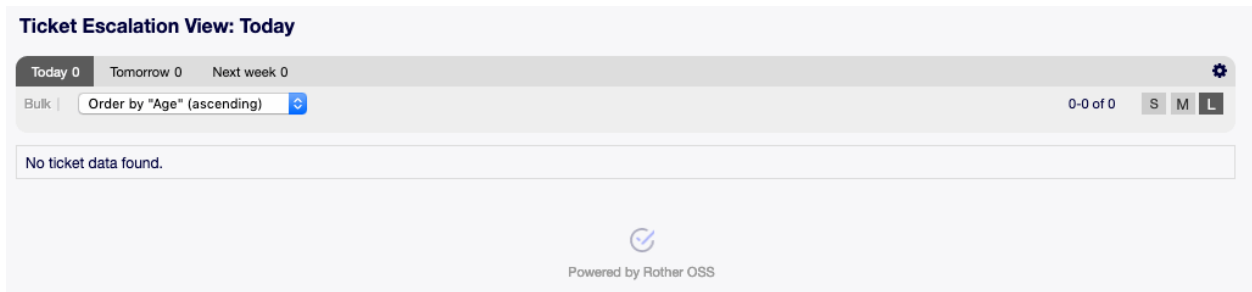 Ticket Escalation View: Today
Today 0 Tomorrow 0 Next week 0
Bulk | Order by "Age" (ascending) 0-0 of 0 S M L
No ticket data found.
Powered by Rother OSS